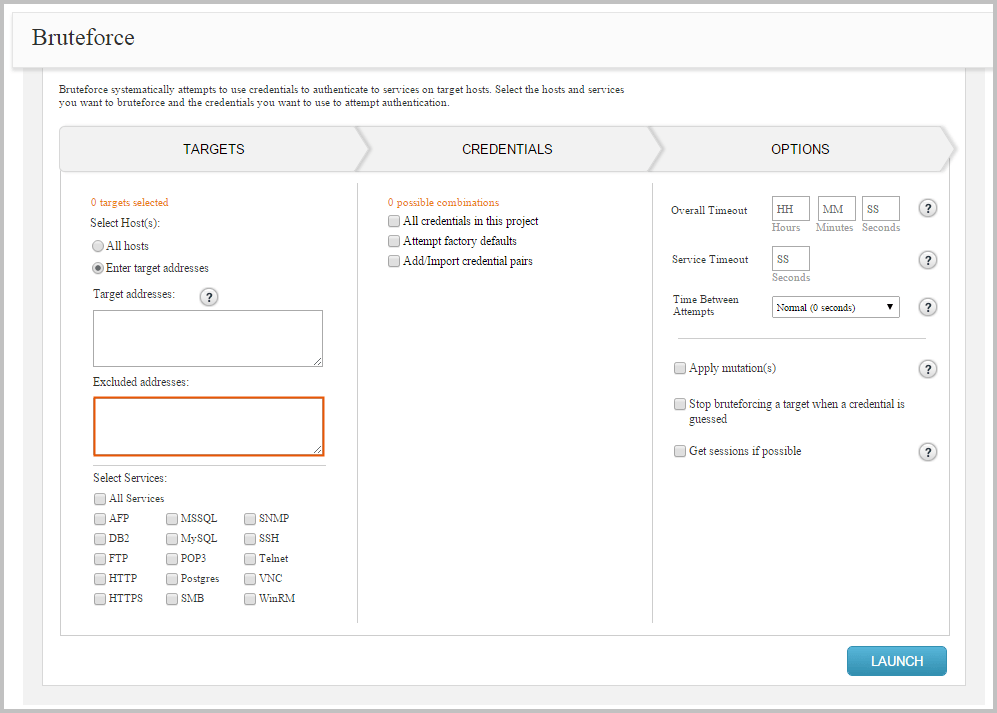 Bruteforce
Bruteforce systematically attempts to use credentials to authenticate to services on target hosts. Select the hosts and services
you want to bruteforce and the credentials you want to use to attempt authentication.
TARGETS
CREDENTIALS
OPTIONS
0 targets selected
Select Host(s):
All hosts
Enter target addresses
Target addresses:
?
Excluded addresses:
Select Services:
All Services
AFP
MSSQL
SNMP
DB2
MySQL
SSH
FTP
POP3
Telnet
HTTP
Postgres
VNC
HTTPS
SMB
WinRM
0 possible combinations
All credentials in this project
Attempt factory defaults
Add/Import credential pairs
Overall Timeout
HH
MM
SS
?
Hours
Minutes
Seconds
Service Timeout
SS
?
Seconds
Time Between
Attempts
Normal (0 seconds)
?
Apply mutation(s)
?
Stop bruteforcing a target when a credential is
guessed
Get sessions if possible
?
LAUNCH